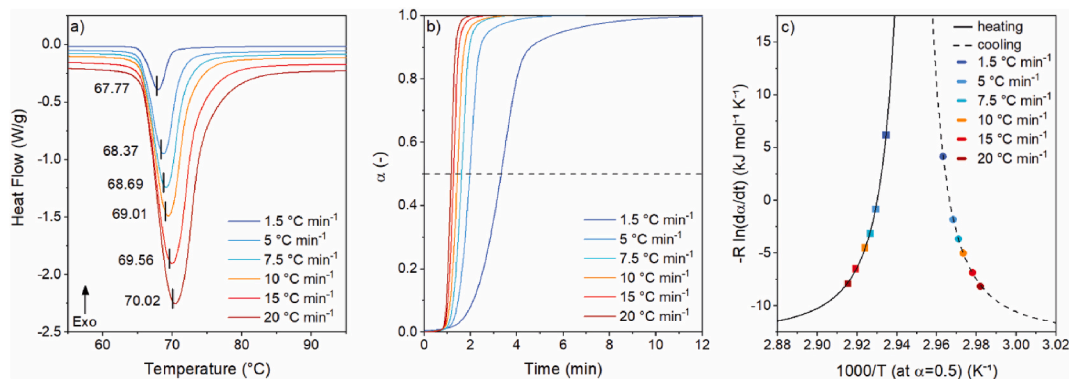 a)
Heat Flow (W/g)
0.0
-0.5
-1.0
-1.5
-2.0
-2.5
67.77
68.37
68.69
69.01
69.56
70.02
Exo
1.5 °C min⁻¹
5 °C min⁻¹
7.5 °C min⁻¹
10 °C min⁻¹
15 °C min⁻¹
20 °C min⁻¹
60 70 80 90
Temperature (°C)
b)
α (-)
1.0
0.8
0.6
0.4
0.2
0.0
1.5 °C min⁻¹
5 °C min⁻¹
7.5 °C min⁻¹
10 °C min⁻¹
15 °C min⁻¹
20 °C min⁻¹
0 2 4 6 8 10 12
Time (min)
c)
-R ln(dα/dt) (kJ mol⁻¹ K⁻¹)
15
10
5
0
-5
-10
heating
cooling
1.5 °C min⁻¹
5 °C min⁻¹
7.5 °C min⁻¹
10 °C min⁻¹
15 °C min⁻¹
20 °C min⁻¹
2.88 2.90 2.92 2.94 2.96 2.98 3.00 3.02
1000/T (at α=0.5) (K⁻¹)